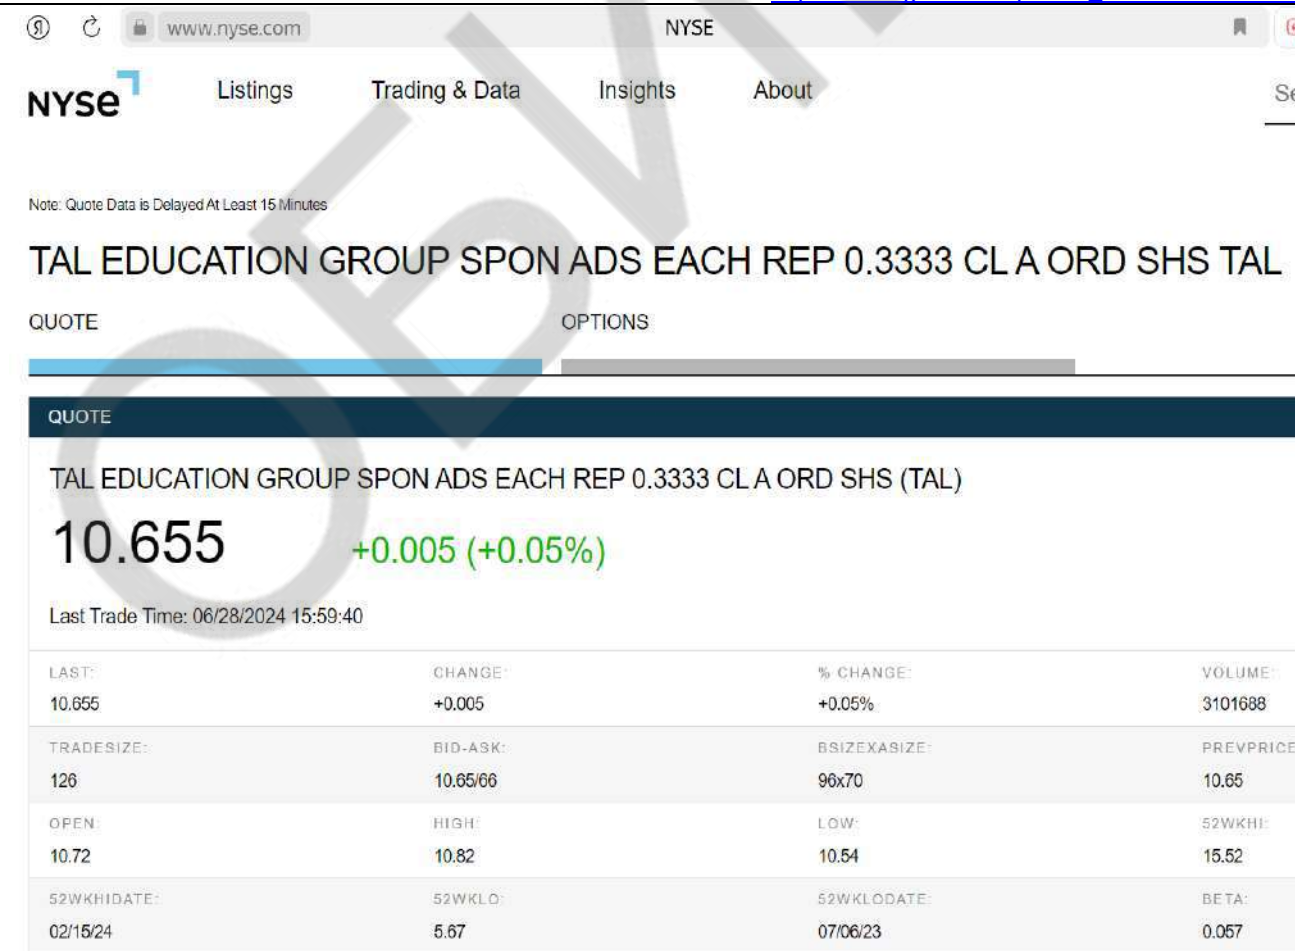 www.nyse.com NYSE
NYSE Listings Trading & Data Insights About Se
Note: Quote Data is Delayed At Least 15 Minutes
TAL EDUCATION GROUP SPON ADS EACH REP 0.3333 CL A ORD SHS TAL
QUOTE OPTIONS
QUOTE
TAL EDUCATION GROUP SPON ADS EACH REP 0.3333 CL A ORD SHS (TAL)
10.655 +0.005 (+0.05%)
Last Trade Time: 06/28/2024 15:59:40
LAST: CHANGE: % CHANGE: VOLUME:
10.655 +0.005 +0.05% 3101688
TRADESIZE: BID-ASK: BSIZEXASIZE: PREVPRICE
126 10.65/66 96x70 10.65
OPEN: HIGH: LOW: 52WKHI:
10.72 10.82 10.54 15.52
52WKHIDATE: 52WKLO: 52WKLODATE: BETA:
02/15/24 5.67 07/06/23 0.057